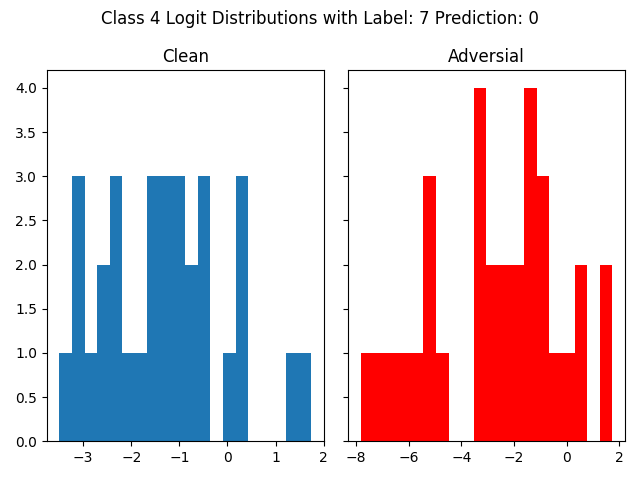 Class 4 Logit Distributions with Label: 7 Prediction: 0
Clean
Adversial
4.0
3.5
3.0
2.5
2.0
1.5
1.0
0.5
0.0
−3 −2 −1 0 1 2
−8 −6 −4 −2 0 2